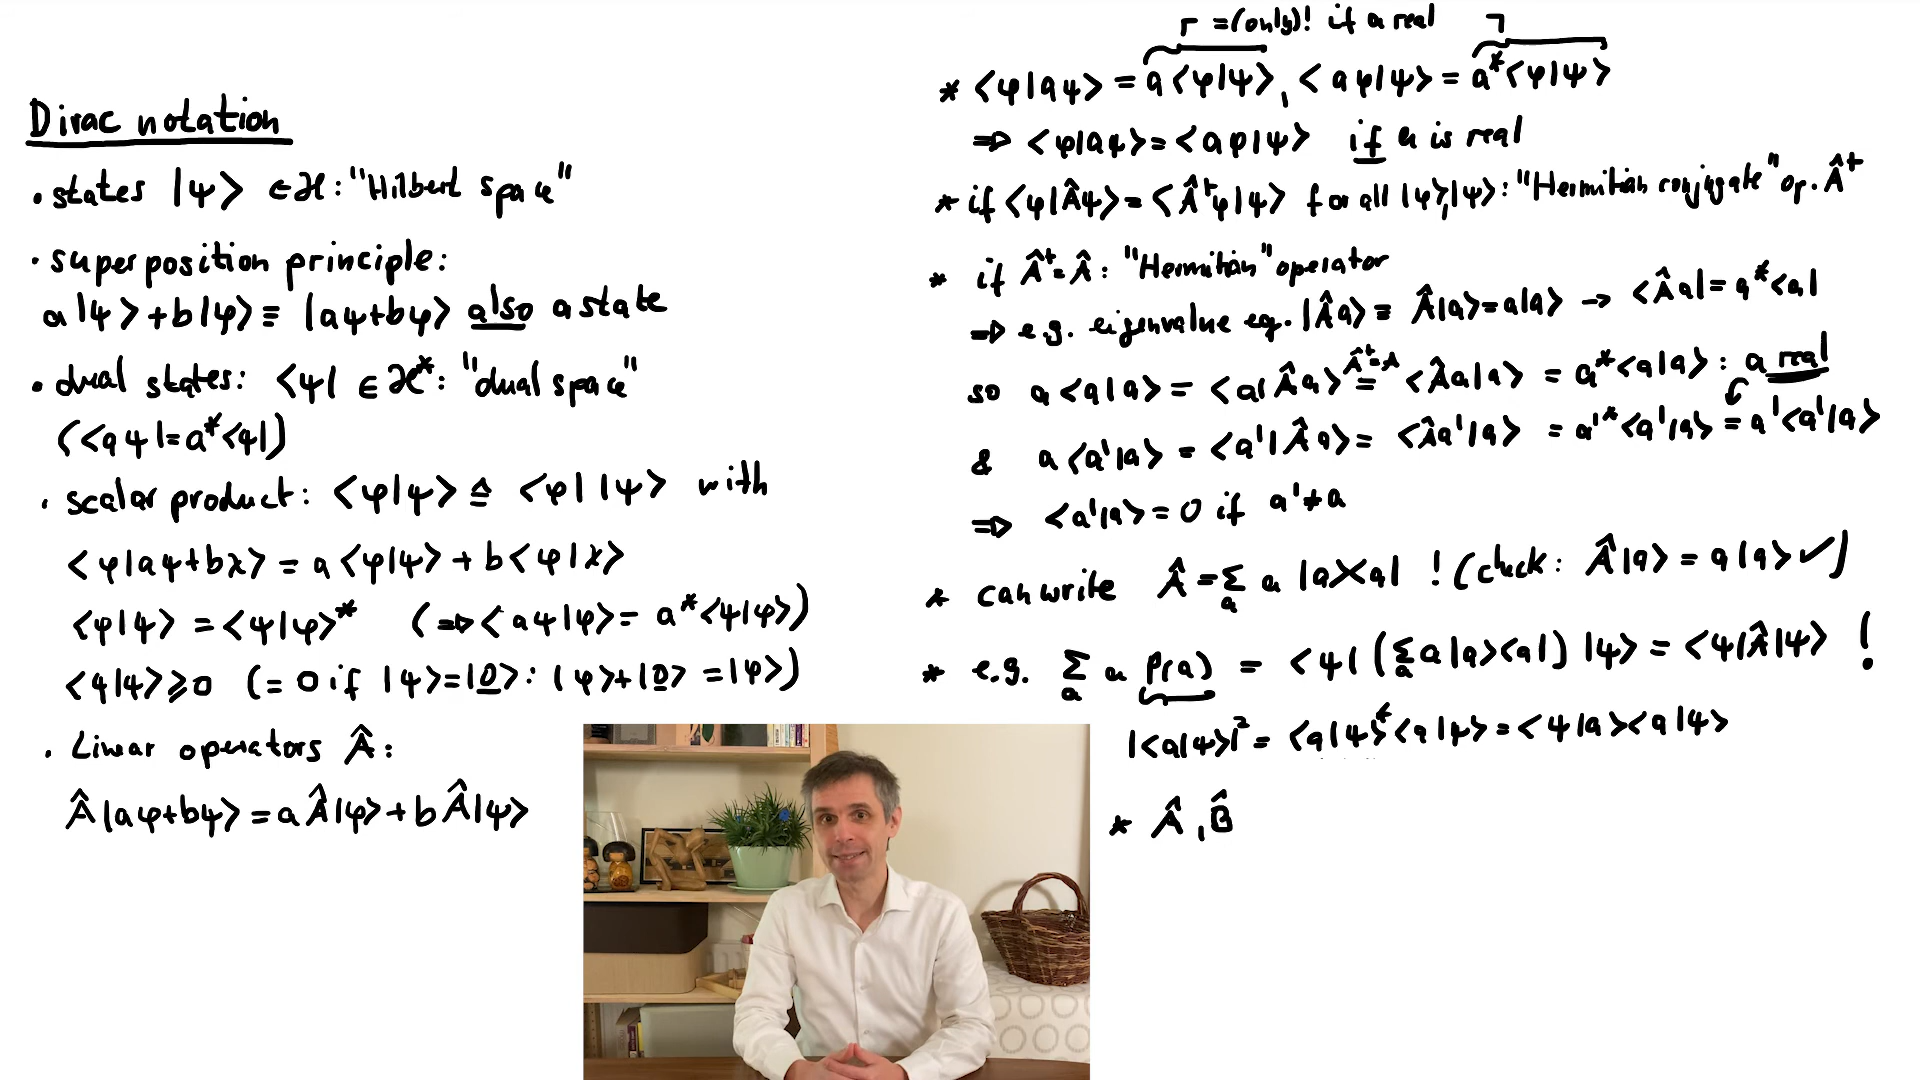 Dirac notation
• states |ψ> ∈ ℋ: "Hilbert space"
• superposition principle:
a|ψ>+b|φ> ≡ |aψ+bφ> also a state
• dual states: <ψ| ∈ ℋ*: "dual space"
(<aψ|=a*<ψ|)
• scalar product: <φ|ψ> ≙ <φ| |ψ> with
<φ|aψ+bχ> = a<φ|ψ> + b<φ|χ>
<φ|ψ> = <ψ|φ>* (⇒<aψ|φ>= a*<ψ|φ>)
<ψ|ψ>⩾0 (=0 if |ψ>=|0>: |φ>+|0> =|φ>)
• Linear operators Â:
Â|aφ+bψ> = aÂ|φ>+bÂ|ψ>
⌜ =(only)! if a real ⌝
* <φ|aψ> = a<φ|ψ>, <aφ|ψ> = a*<φ|ψ>
⇒ <φ|aψ>=<aφ|ψ> if a is real
* if <φ|Âψ>=<Â†φ|ψ> for all |φ>,|ψ>: "Hermitian conjugate" op. Â†
* if Â†=Â: "Hermitian" operator
⇒ e.g. eigenvalue eq. |Âa> ≡ Â|a>=a|a> → <Âa|= a*<a|
so a<a|a> = <a|Âa> Â†=A = <Âa|a> = a*<a|a> : a real
& a<a'|a> = <a'|Âa>= <Âa'|a> = a'*<a'|a> = a'<a'|a>
⇒ <a'|a>=0 if a'≠a
* can write Â=Σ_a a |a><a| ! (check: Â|a> = a|a> ✓)
* e.g. Σ_a a p(a) = <ψ| (Σ_a a|a><a|) |ψ> = <ψ|Â|ψ> !
|<a|ψ>|² = <a|ψ>*<a|ψ>=<ψ|a><a|ψ>
* Â, B̂